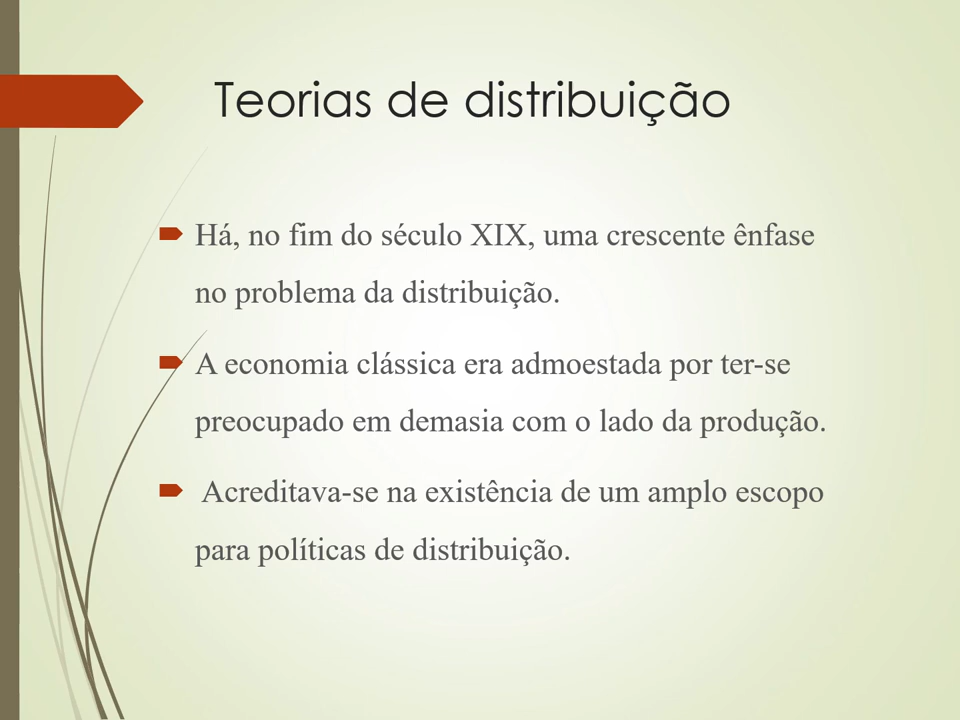 Teorias de distribuição
Há, no fim do século XIX, uma crescente ênfase
no problema da distribuição.
A economia clássica era admoestada por ter-se
preocupado em demasia com o lado da produção.
Acreditava-se na existência de um amplo escopo
para políticas de distribuição.